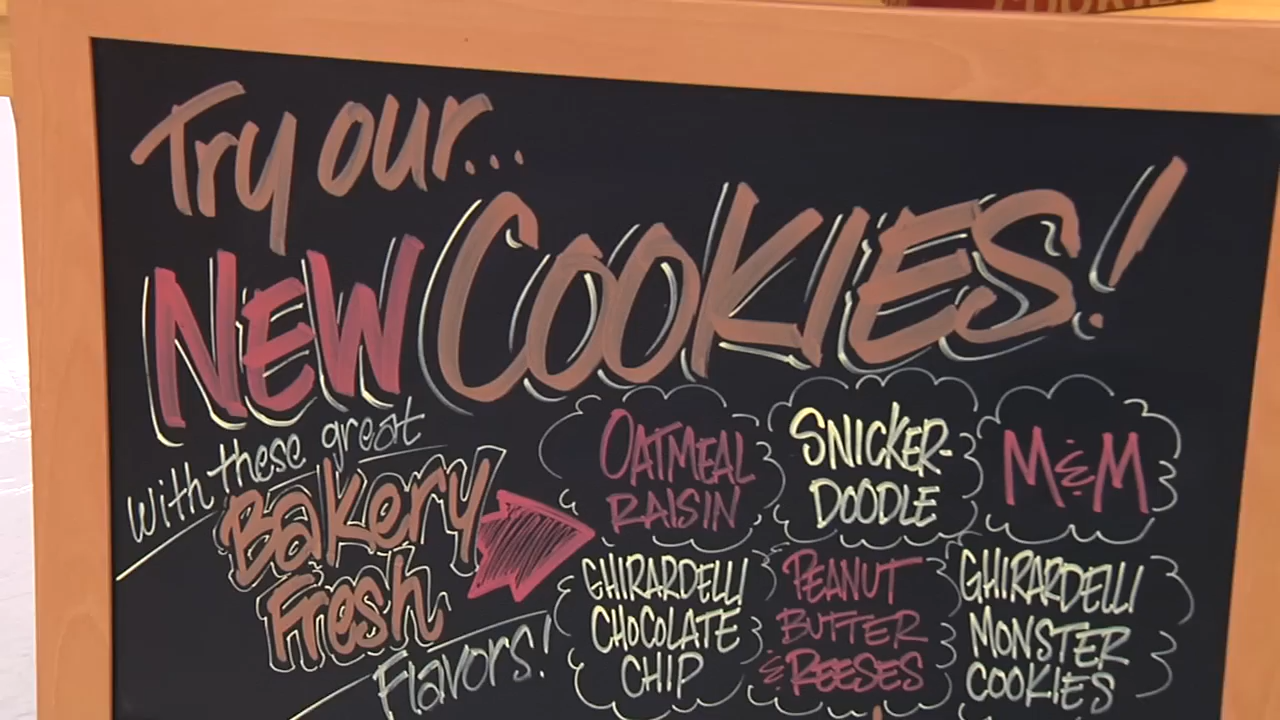 Try our...
NEW COOKIES!
with these great
Bakery
Fresh
Flavors!
OATMEAL
RAISIN
SNICKER-
DOODLE
M&M
GHIRARDELLI
CHOCOLATE
CHIP
PEANUT
BUTTER
& REESES
GHIRARDELLI
MONSTER
COOKIES